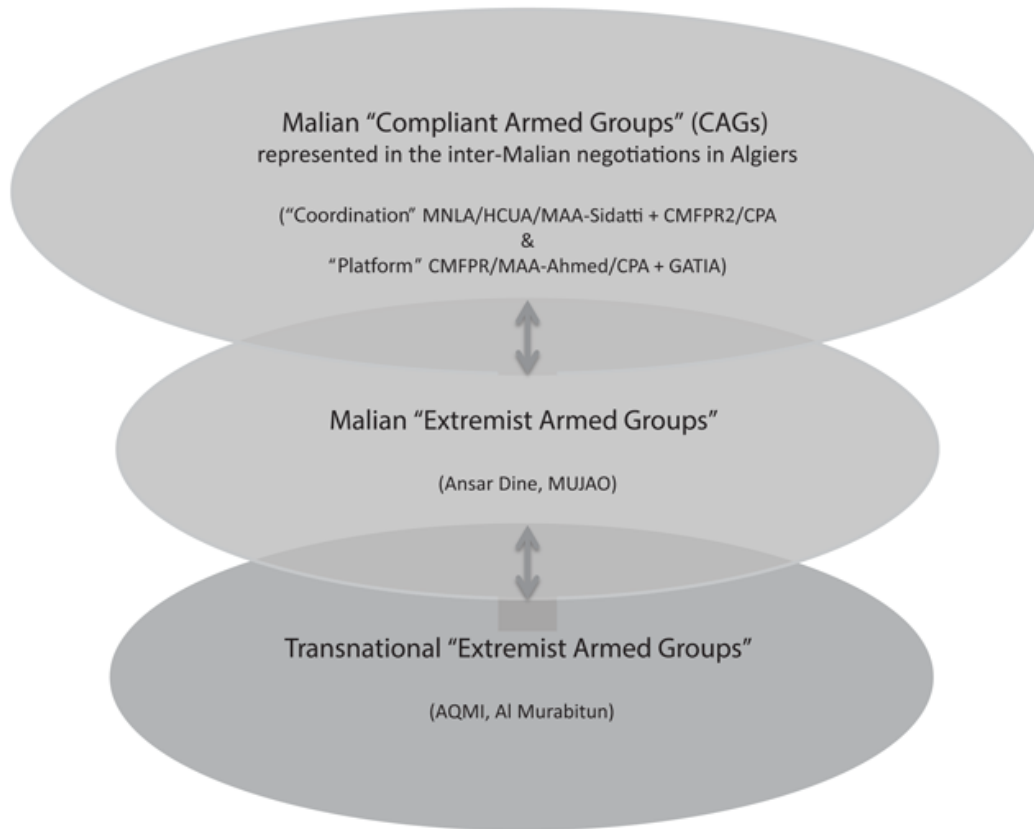 Malian “Compliant Armed Groups” (CAGs)
represented in the inter-Malian negotiations in Algiers
(“Coordination” MNLA/HCUA/MAA-Sidatti + CMFPR2/CPA
&
“Platform” CMFPR/MAA-Ahmed/CPA + GATIA)
Malian “Extremist Armed Groups”
(Ansar Dine, MUJAO)
Transnational “Extremist Armed Groups”
(AQMI, Al Murabitun)